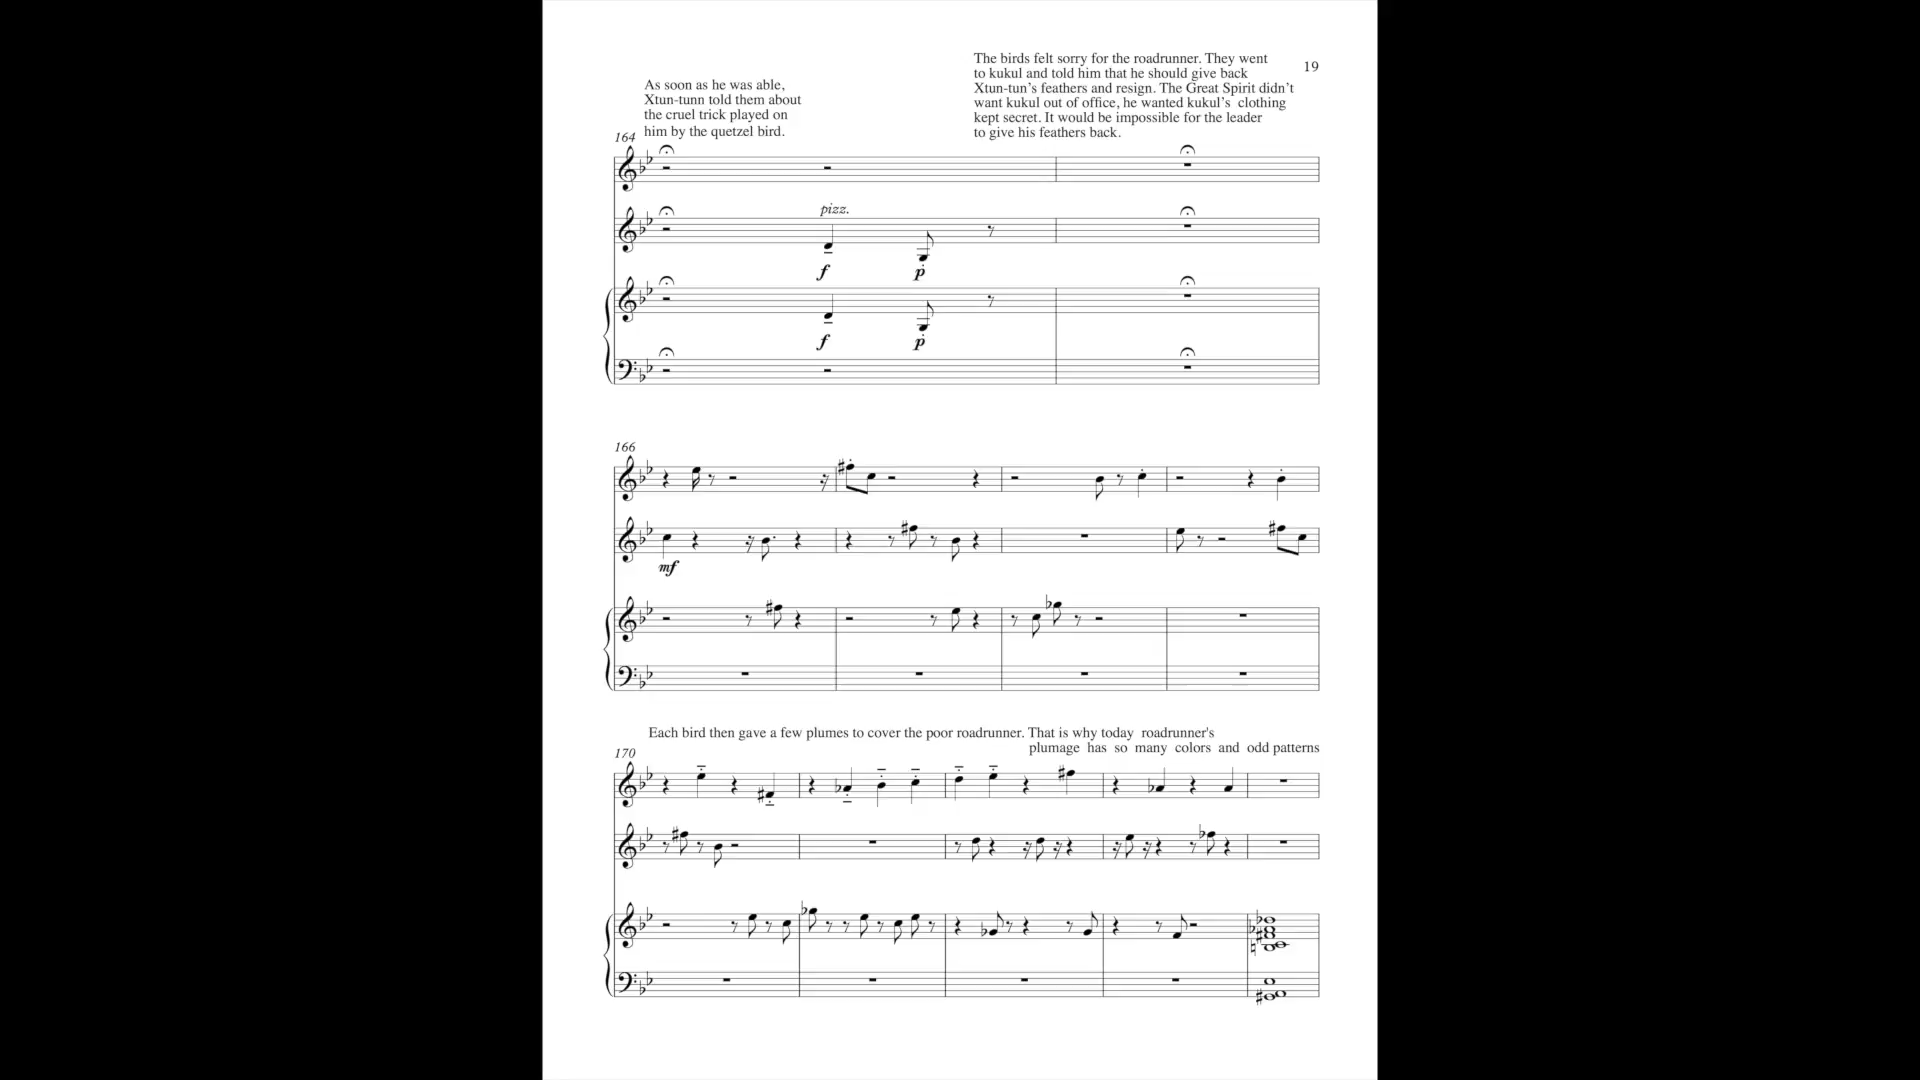 19
As soon as he was able,
Xtun-tunn told them about
the cruel trick played on
him by the quetzel bird.
The birds felt sorry for the roadrunner. They went
to kukul and told him that he should give back
Xtun-tun's feathers and resign. The Great Spirit didn't
want kukul out of office, he wanted kukul's clothing
kept secret. It would be impossible for the leader
to give his feathers back.
164
pizz.
f p
f p
166
mf
Each bird then gave a few plumes to cover the poor roadrunner. That is why today roadrunner's
plumage has so many colors and odd patterns
170